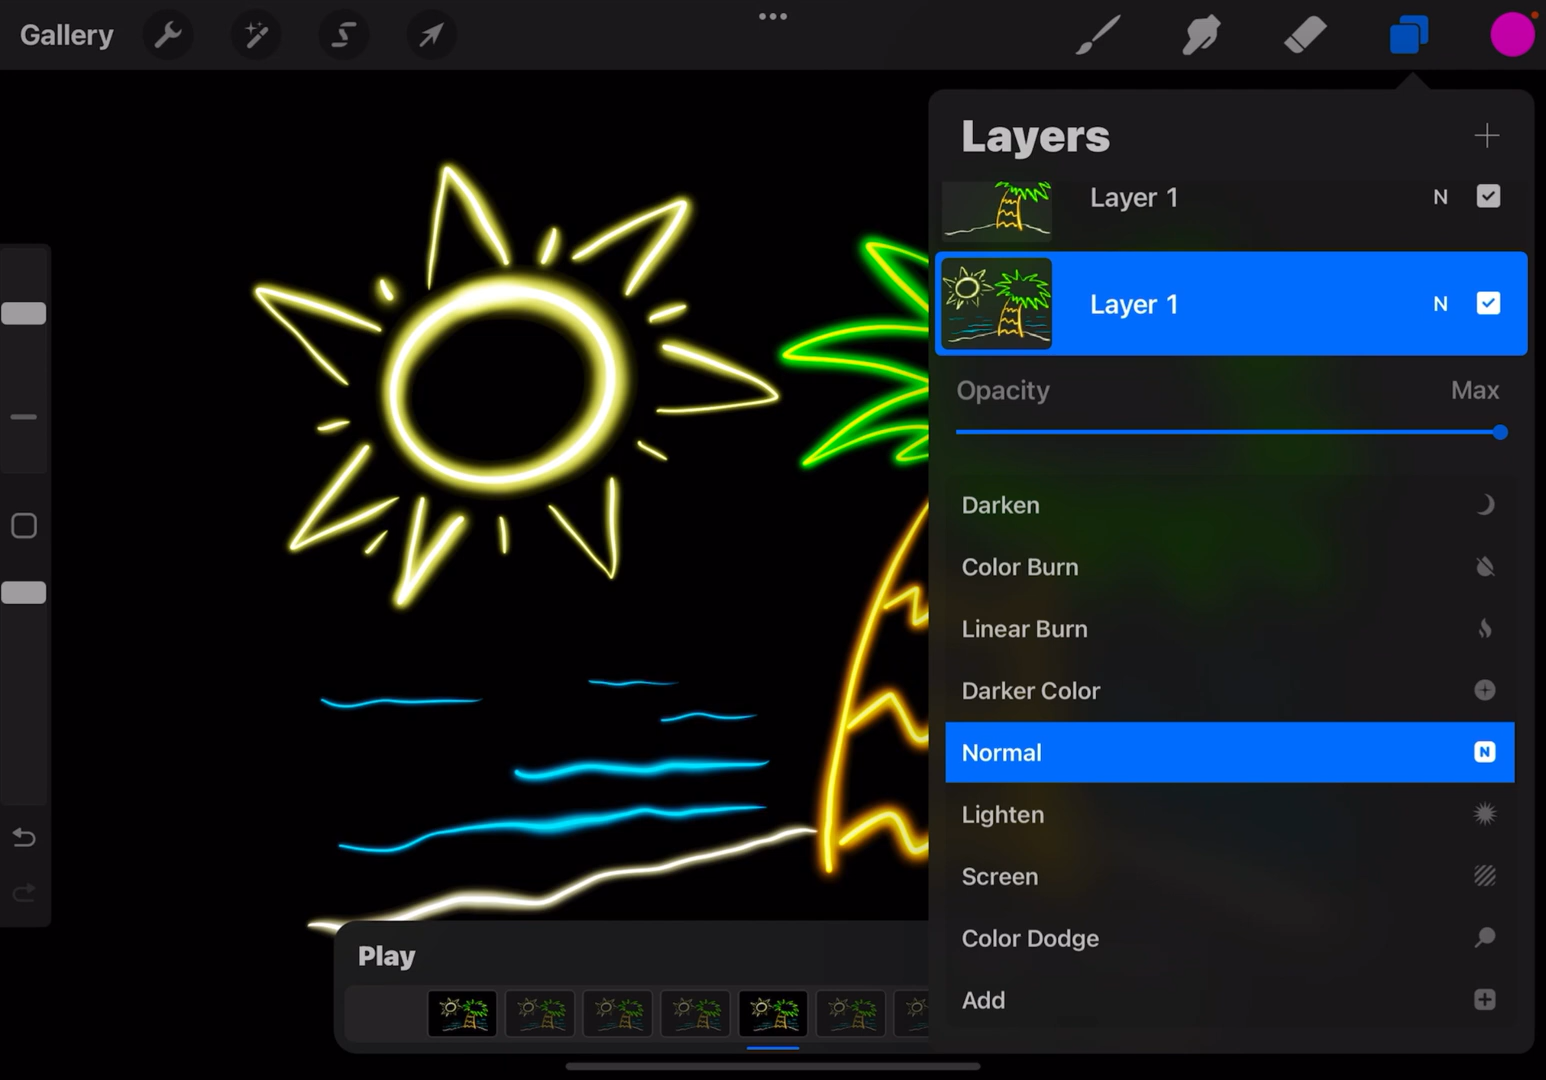 Gallery
Layers
Layer 1 N
Layer 1 N
Opacity Max
Darken
Color Burn
Linear Burn
Darker Color
Normal N
Lighten
Screen
Color Dodge
Add
Play